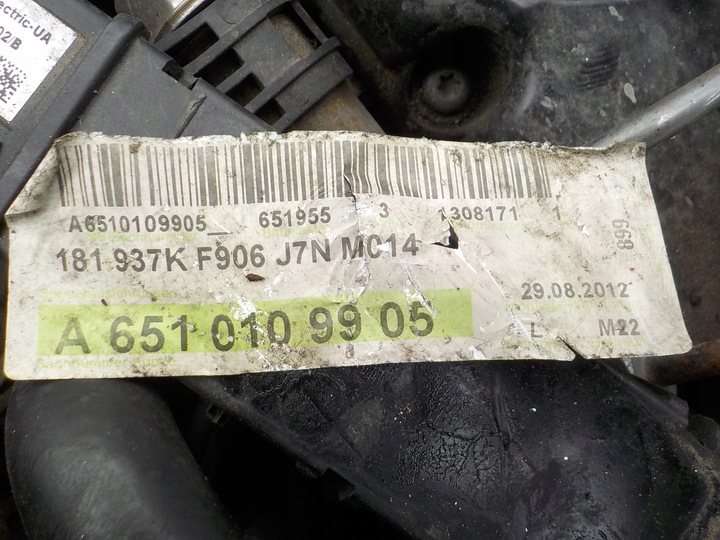 ectric-UA
02/B
A6510109905_ 651955 3 1308171 1
181 937K F906 J7N MC14
899
29.08.2012
A 651 010 99 05
L M22